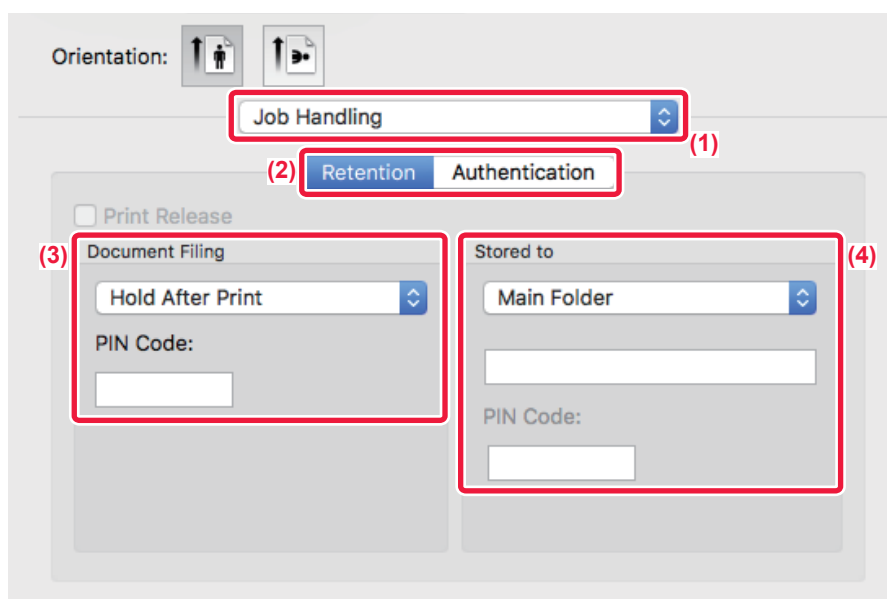 Orientation:
Job Handling
(1)
(2) Retention Authentication
Print Release
(3) Document Filing
Stored to (4)
Hold After Print
Main Folder
PIN Code:
PIN Code: